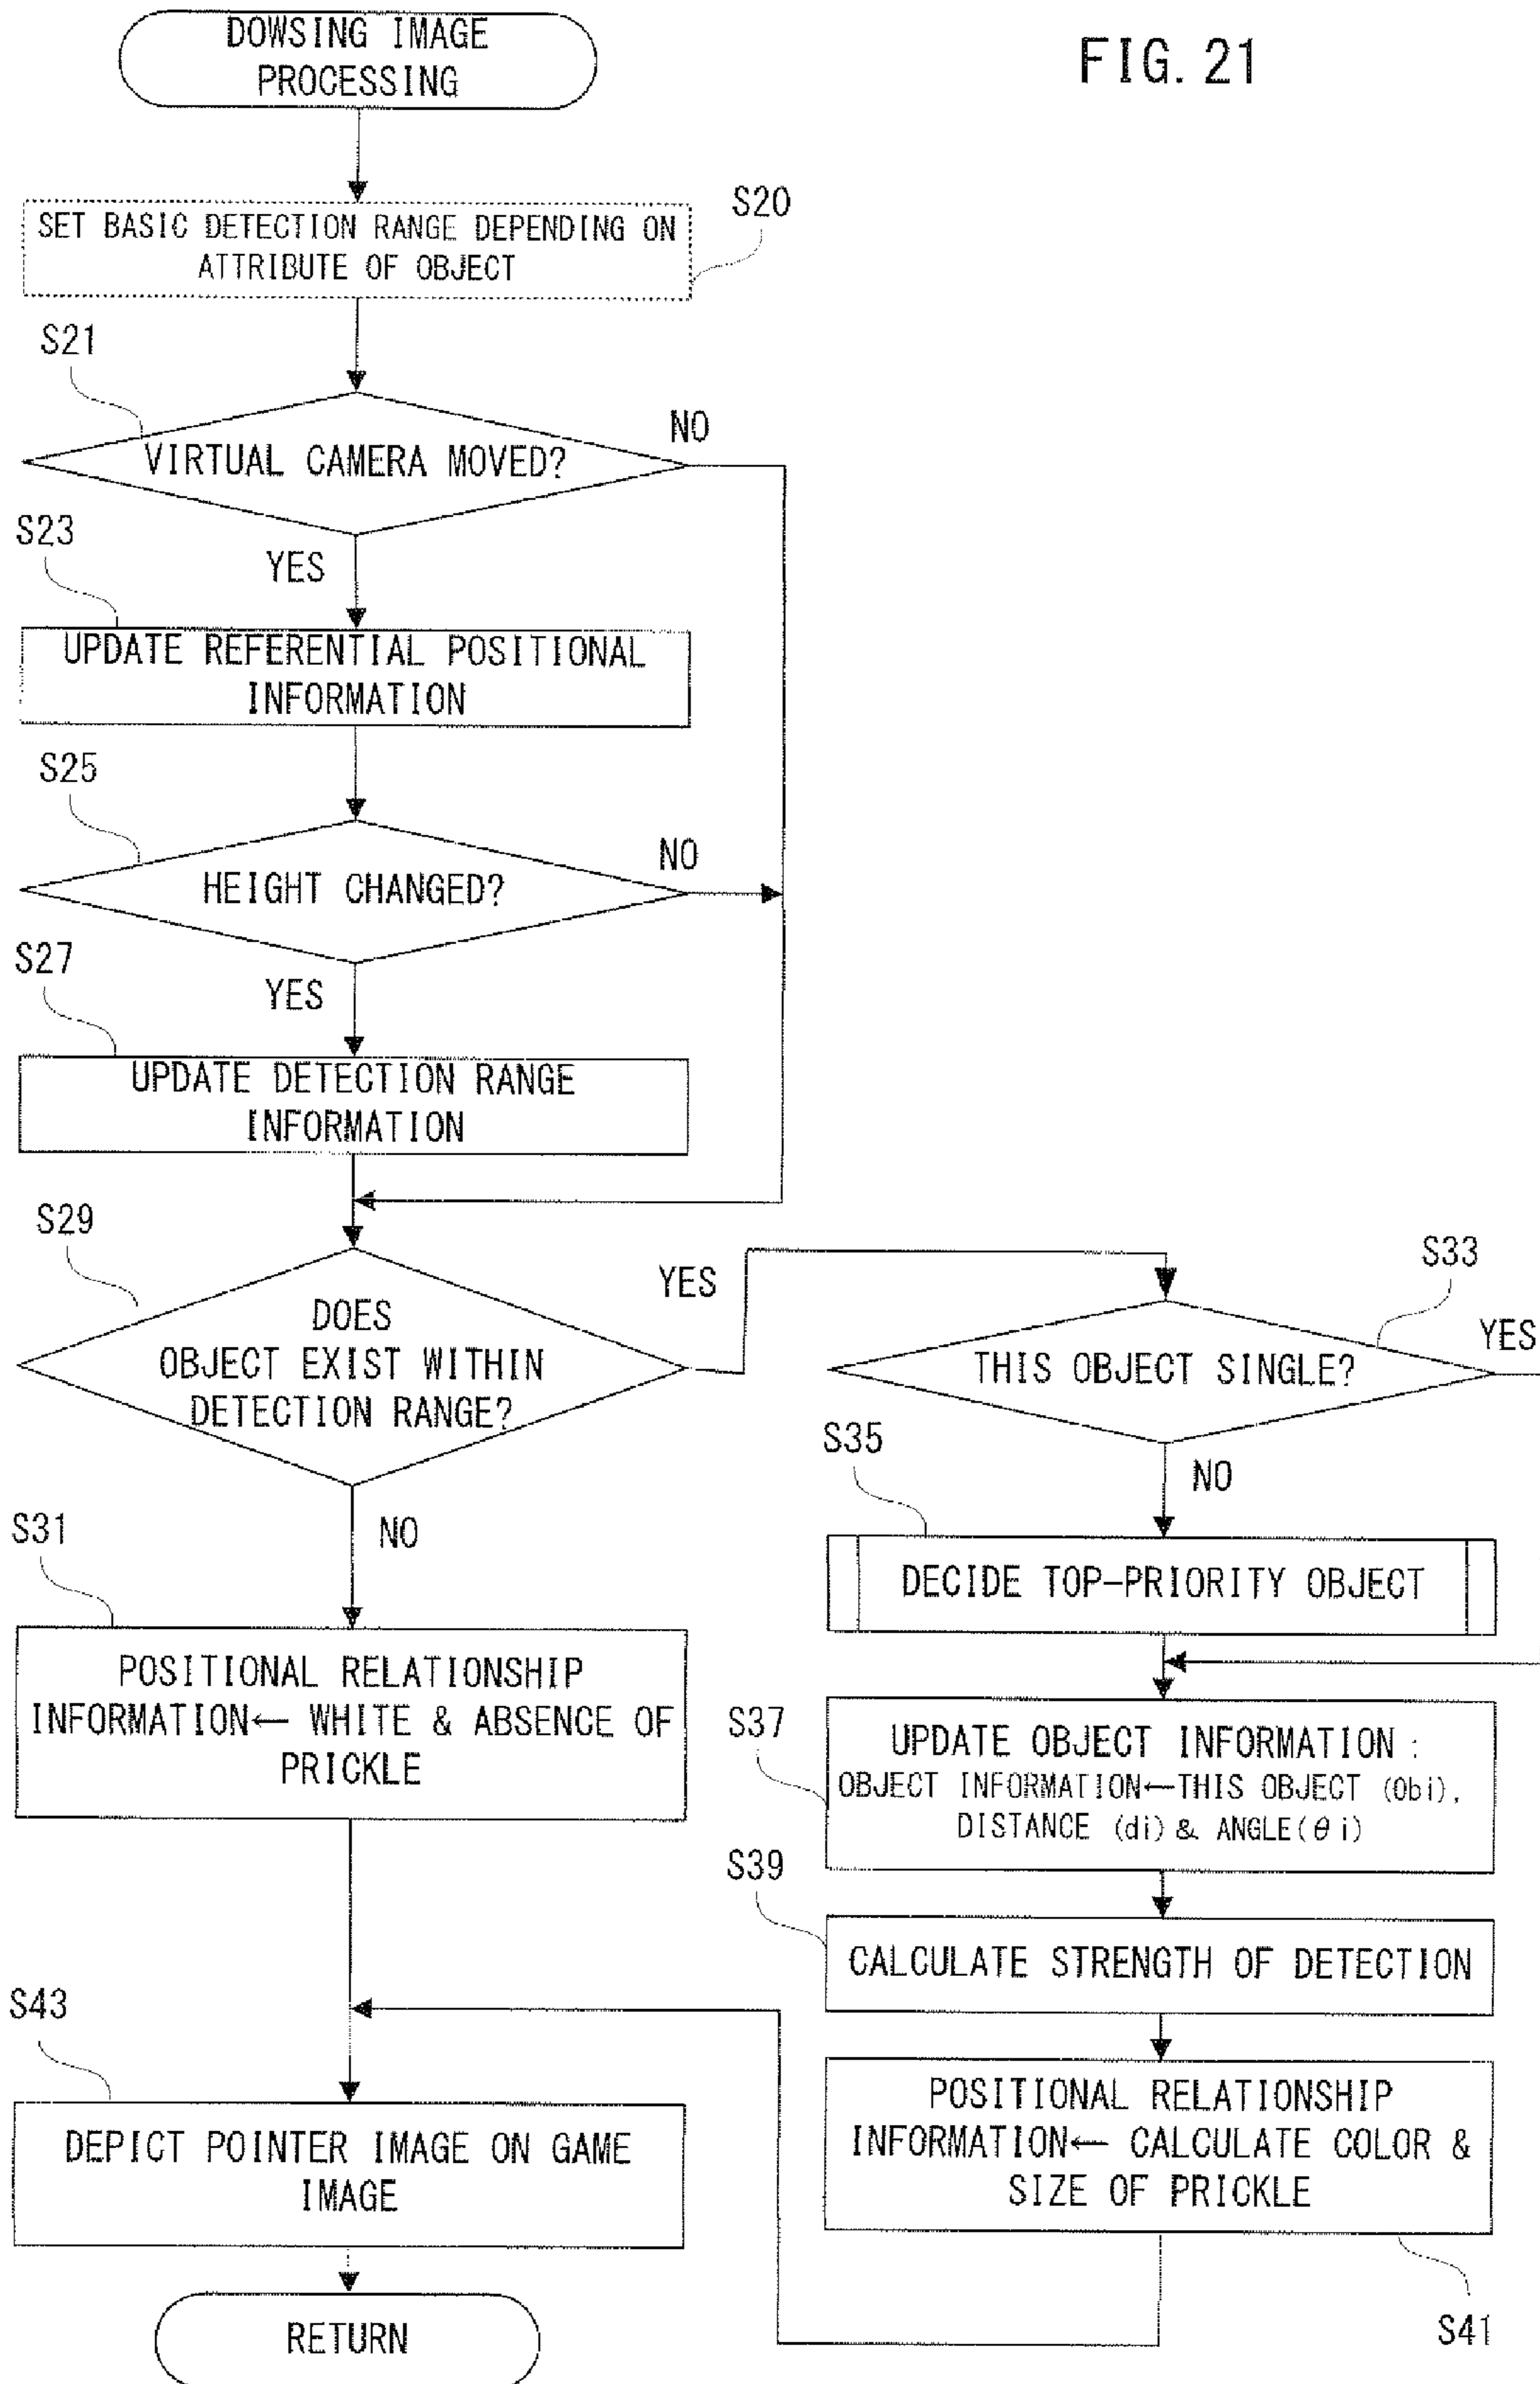 FIG. 21
DOWSING IMAGE
PROCESSING
S20
SET BASIC DETECTION RANGE DEPENDING ON
ATTRIBUTE OF OBJECT
S21
VIRTUAL CAMERA MOVED?
NO
YES
S23
UPDATE REFERENTIAL POSITIONAL
INFORMATION
S25
HEIGHT CHANGED?
NO
YES
S27
UPDATE DETECTION RANGE
INFORMATION
S29
DOES
OBJECT EXIST WITHIN
DETECTION RANGE?
YES
NO
S31
POSITIONAL RELATIONSHIP
INFORMATION← WHITE & ABSENCE OF
PRICKLE
S33
THIS OBJECT SINGLE?
YES
NO
S35
DECIDE TOP-PRIORITY OBJECT
S37
UPDATE OBJECT INFORMATION :
OBJECT INFORMATION←THIS OBJECT (Obi),
DISTANCE (di) & ANGLE(θi)
S39
CALCULATE STRENGTH OF DETECTION
POSITIONAL RELATIONSHIP
INFORMATION← CALCULATE COLOR &
SIZE OF PRICKLE
S41
S43
DEPICT POINTER IMAGE ON GAME
IMAGE
RETURN